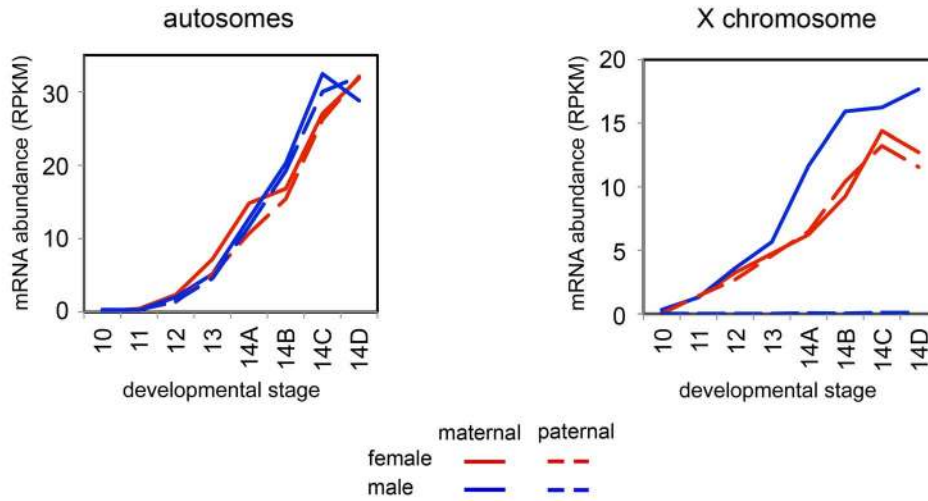 autosomes
mRNA abundance (RPKM)
30
20
10
0
10 11 12 13 14A 14B 14C 14D
developmental stage
X chromosome
mRNA abundance (RPKM)
20
15
10
5
0
10 11 12 13 14A 14B 14C 14D
developmental stage
maternal paternal
female
male